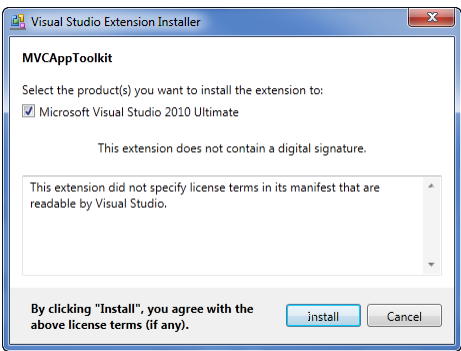 Visual Studio Extension Installer
MVCAppToolkit
Select the product(s) you want to install the extension to:
Microsoft Visual Studio 2010 Ultimate
This extension does not contain a digital signature.
This extension did not specify license terms in its manifest that are
readable by Visual Studio.
By clicking "Install", you agree with the
above license terms (if any).
Install
Cancel